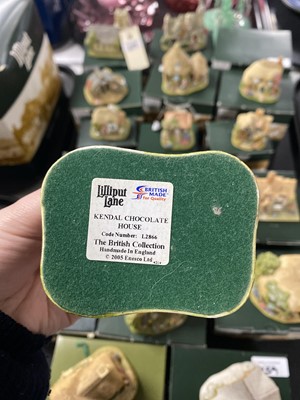 Lilliput
Lane
BRITISH
MADE
for Quality
KENDAL CHOCOLATE
HOUSE
Code Number: L2866
The British Collection
Handmade In England
© 2005 Enesco Ltd